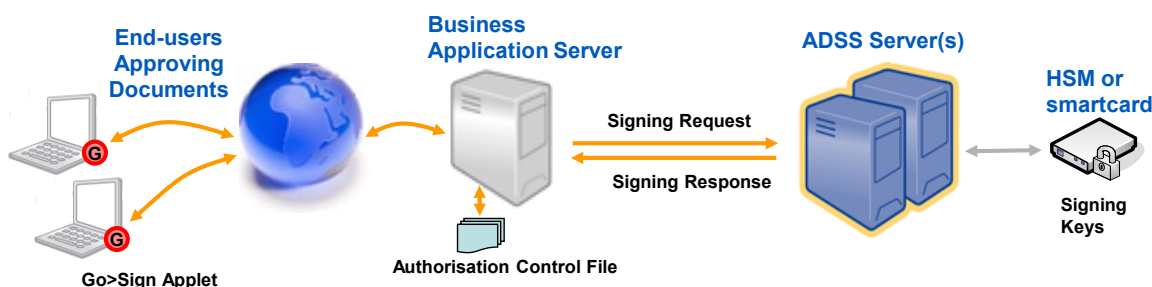 End-users
Approving
Documents
Business
Application Server
ADSS Server(s)
HSM or
smartcard
Signing Request
Signing Response
G
G
Signing
Keys
Authorisation Control File
Go>Sign Applet